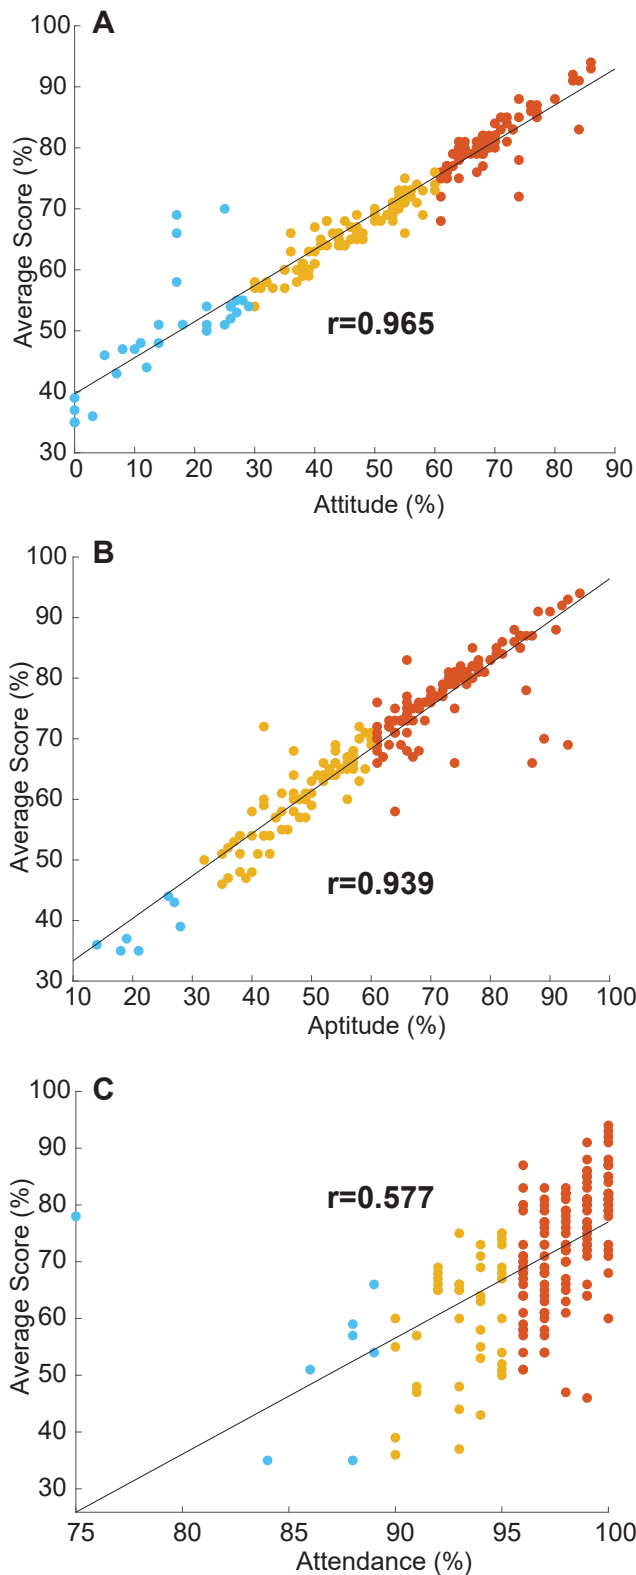 A
100
90
80
70
60
50
40
30
Average Score (%)
r=0.965
0 10 20 30 40 50 60 70 80 90
Attitude (%)
B
100
90
80
70
60
50
40
30
Average Score (%)
r=0.939
10 20 30 40 50 60 70 80 90 100
Aptitude (%)
C
100
90
80
70
60
50
40
30
Average Score (%)
r=0.577
75 80 85 90 95 100
Attendance (%)